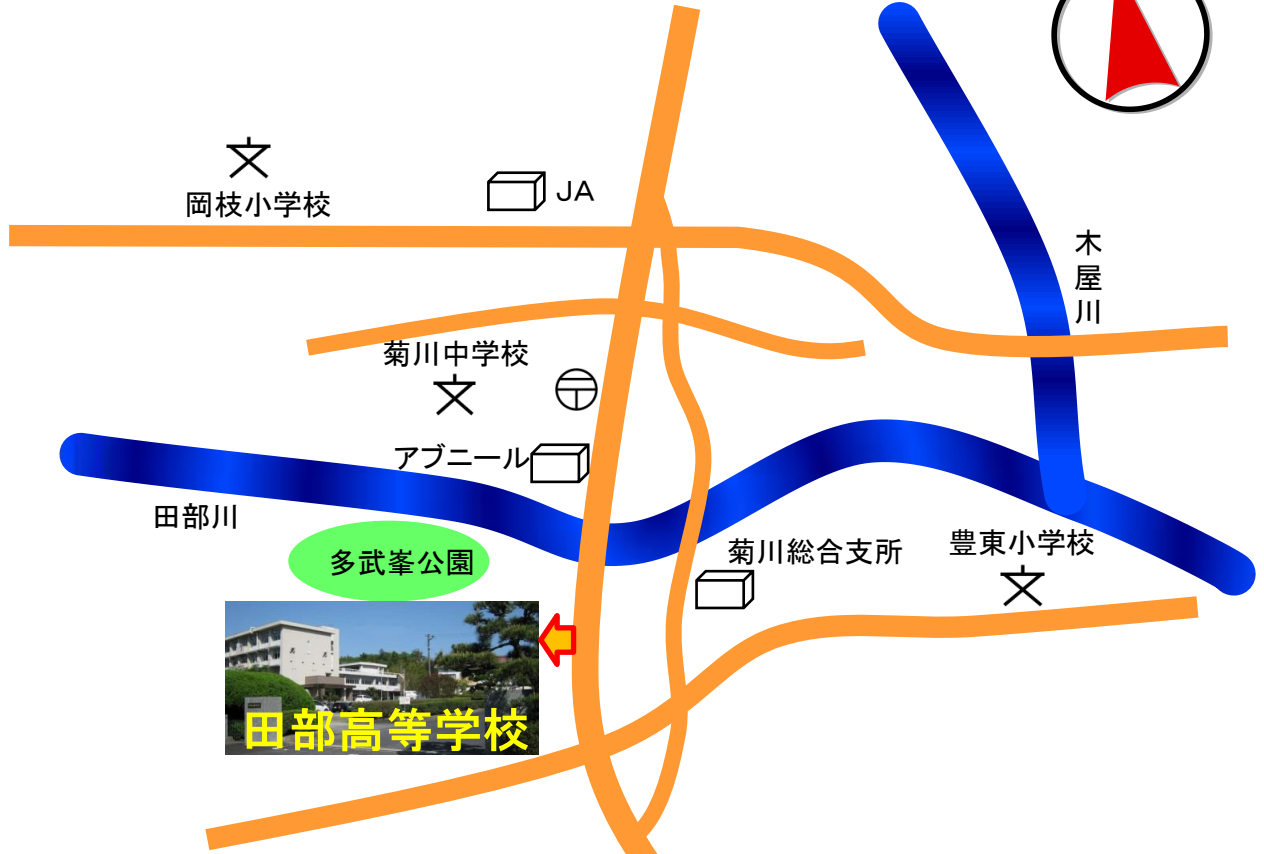 岡枝小学校
JA
木屋川
菊川中学校
アブニール
田部川
多武峯公園
菊川総合支所
豊東小学校
田部高等学校